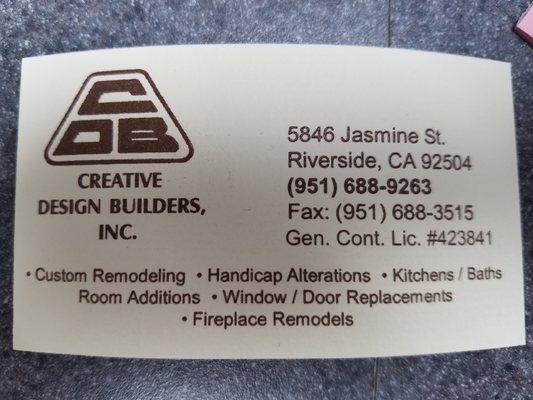 CDB
CREATIVE
DESIGN BUILDERS,
INC.
5846 Jasmine St.
Riverside, CA 92504
(951) 688-9263
Fax: (951) 688-3515
Gen. Cont. Lic. #423841
• Custom Remodeling • Handicap Alterations • Kitchens / Baths
Room Additions • Window / Door Replacements
• Fireplace Remodels